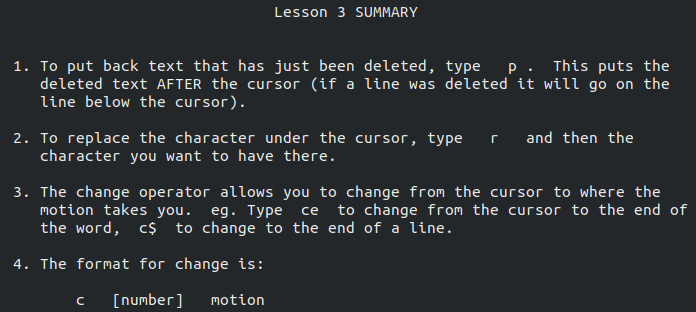 Lesson 3 SUMMARY
1. To put back text that has just been deleted, type   p .  This puts the
deleted text AFTER the cursor (if a line was deleted it will go on the
line below the cursor).
2. To replace the character under the cursor, type   r   and then the
character you want to have there.
3. The change operator allows you to change from the cursor to where the
motion takes you.  eg. Type  ce  to change from the cursor to the end of
the word,  c$  to change to the end of a line.
4. The format for change is:
c   [number]   motion